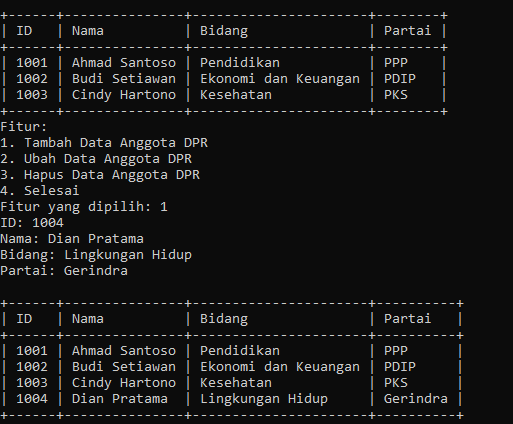 +------+---------------+---------------------+--------+
| ID   | Nama          | Bidang              | Partai |
+------+---------------+---------------------+--------+
| 1001 | Ahmad Santoso | Pendidikan          | PPP    |
| 1002 | Budi Setiawan | Ekonomi dan Keuangan | PDIP   |
| 1003 | Cindy Hartono | Kesehatan           | PKS    |
+------+---------------+---------------------+--------+
Fitur:
1. Tambah Data Anggota DPR
2. Ubah Data Anggota DPR
3. Hapus Data Anggota DPR
4. Selesai
Fitur yang dipilih: 1
ID: 1004
Nama: Dian Pratama
Bidang: Lingkungan Hidup
Partai: Gerindra
+------+---------------+---------------------+----------+
| ID   | Nama          | Bidang              | Partai   |
+------+---------------+---------------------+----------+
| 1001 | Ahmad Santoso | Pendidikan          | PPP      |
| 1002 | Budi Setiawan | Ekonomi dan Keuangan | PDIP     |
| 1003 | Cindy Hartono | Kesehatan           | PKS      |
| 1004 | Dian Pratama  | Lingkungan Hidup    | Gerindra |
+------+---------------+---------------------+----------+